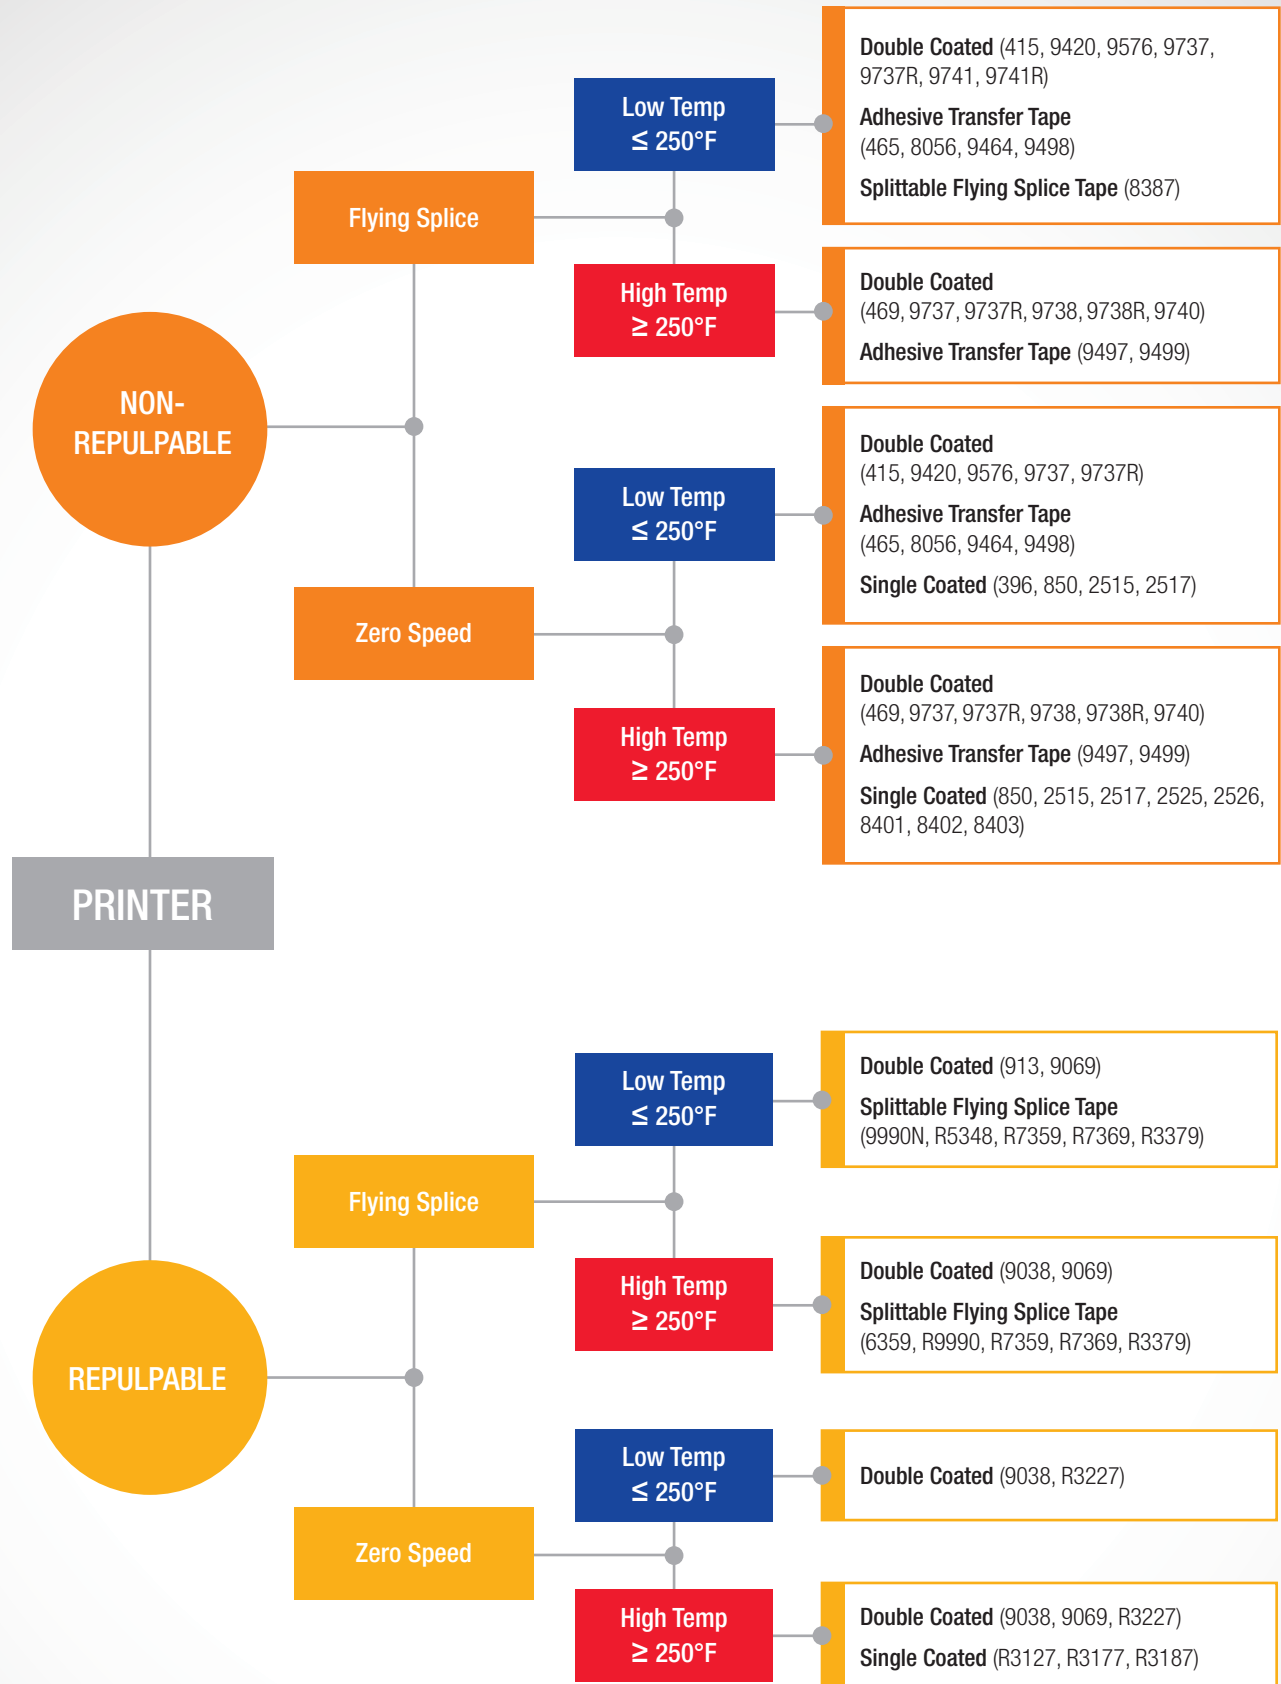 PRINTER
NON-
REPULPABLE
Flying Splice
Low Temp
≤ 250°F
Double Coated (415, 9420, 9576, 9737,
9737R, 9741, 9741R)
Adhesive Transfer Tape
(465, 8056, 9464, 9498)
Splittable Flying Splice Tape (8387)
High Temp
≥ 250°F
Double Coated
(469, 9737, 9737R, 9738, 9738R, 9740)
Adhesive Transfer Tape (9497, 9499)
Zero Speed
Low Temp
≤ 250°F
Double Coated
(415, 9420, 9576, 9737, 9737R)
Adhesive Transfer Tape
(465, 8056, 9464, 9498)
Single Coated (396, 850, 2515, 2517)
High Temp
≥ 250°F
Double Coated
(469, 9737, 9737R, 9738, 9738R, 9740)
Adhesive Transfer Tape (9497, 9499)
Single Coated (850, 2515, 2517, 2525, 2526,
8401, 8402, 8403)
REPULPABLE
Flying Splice
Low Temp
≤ 250°F
Double Coated (913, 9069)
Splittable Flying Splice Tape
(9990N, R5348, R7359, R7369, R3379)
High Temp
≥ 250°F
Double Coated (9038, 9069)
Splittable Flying Splice Tape
(6359, R9990, R7359, R7369, R3379)
Zero Speed
Low Temp
≤ 250°F
Double Coated (9038, R3227)
High Temp
≥ 250°F
Double Coated (9038, 9069, R3227)
Single Coated (R3127, R3177, R3187)